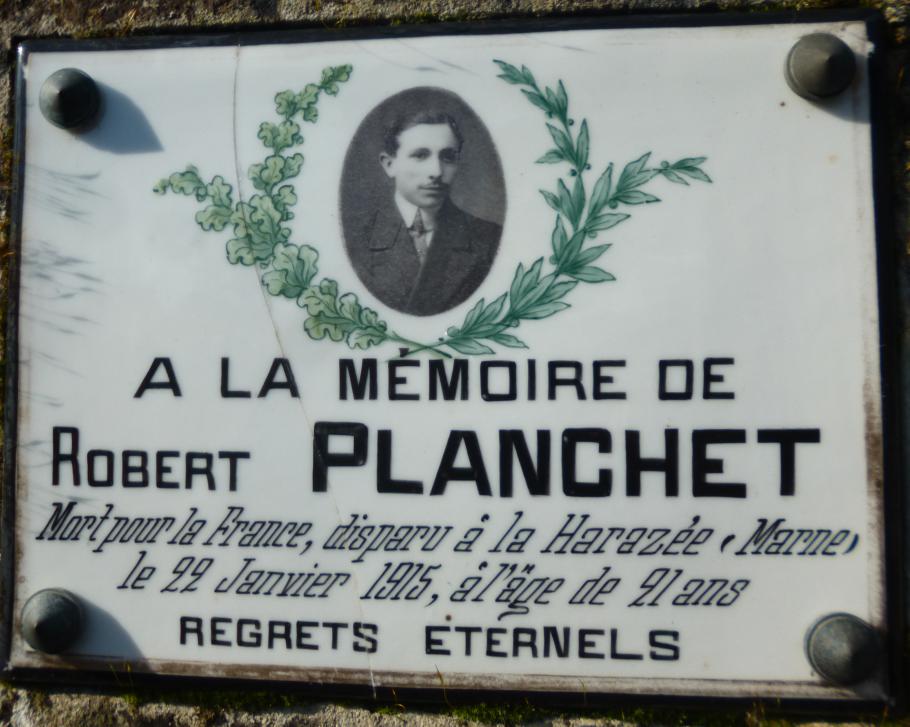 A LA MÉMOIRE DE
ROBERT PLANCHET
Mort pour la France, disparu à la Harazée (Marne)
le 22 Janvier 1915, à l'âge de 21 ans
REGRETS ETERNELS